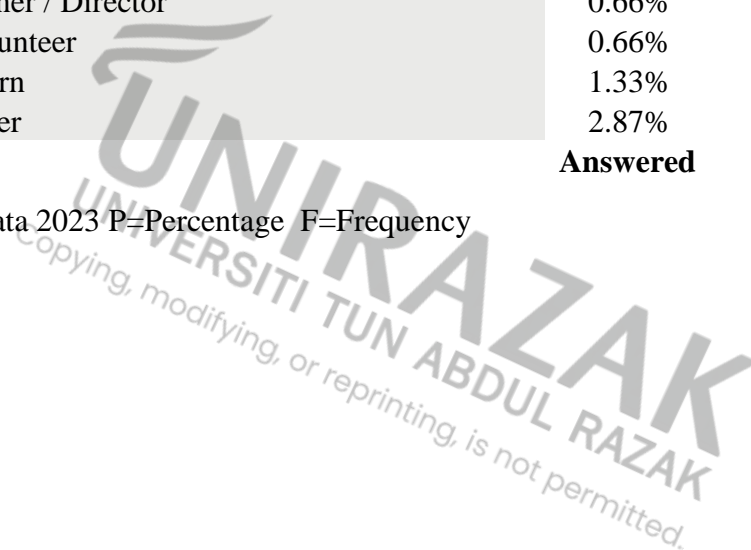 ner / Director 0.66%
unteer 0.66%
rn 1.33%
er 2.87%
Answered
ata 2023 P=Percentage F=Frequency
UNIRAZAK
UNIVERSITI TUN ABDUL RAZAK
Copying, modifying, or reprinting, is not permitted.